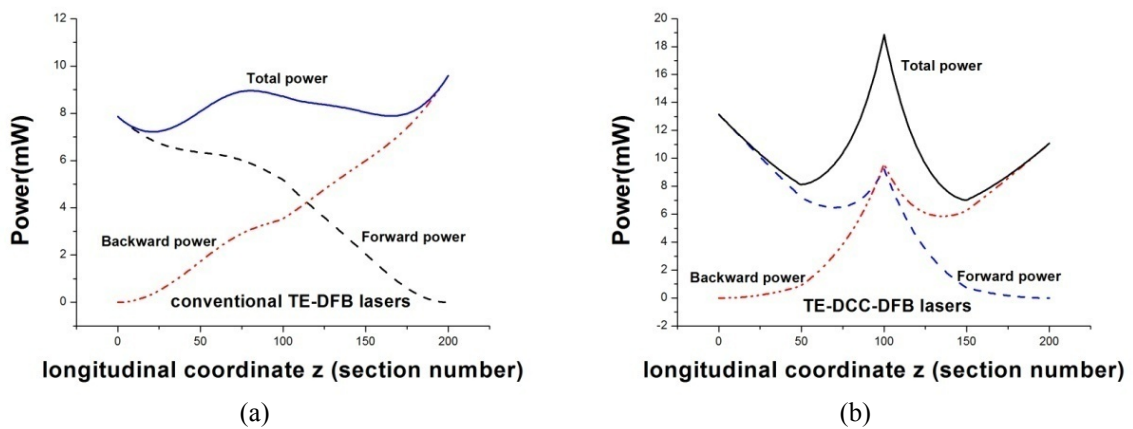 12
10
8
6
4
2
0
Power(mW)
Total power
Backward power
Forward power
conventional TE-DFB lasers
0 50 100 150 200
longitudinal coordinate z (section number)
(a)
20
18
16
14
12
10
8
6
4
2
0
-2
Power(mW)
Total power
Backward power
Forward power
TE-DCC-DFB lasers
0 50 100 150 200
longitudinal coordinate z (section number)
(b)